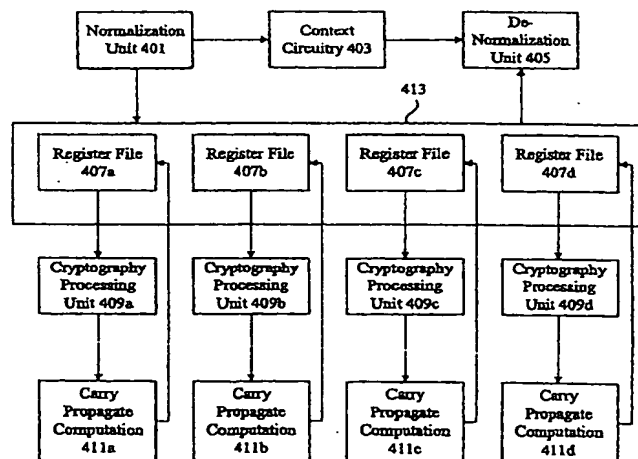 Normalization
Unit 401
Context
Circuitry 403
De-
Normalization
Unit 405
413
Register File
407a
Register File
407b
Register File
407c
Register File
407d
Cryptography
Processing
Unit 409a
Cryptography
Processing
Unit 409b
Cryptography
Processing
Unit 409c
Cryptography
Processing
Unit 409d
Carry
Propagate
Computation
411a
Carry
Propagate
Computation
411b
Carry
Propagate
Computation
411c
Carry
Propagate
Computation
411d